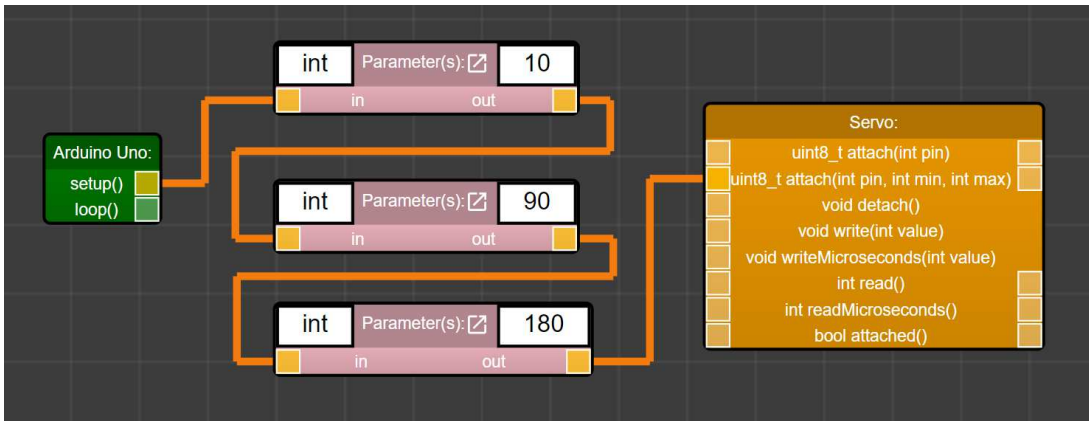 Arduino Uno:
setup()
loop()
int Parameter(s): 10
in out
int Parameter(s): 90
in out
int Parameter(s): 180
in out
Servo:
uint8_t attach(int pin)
uint8_t attach(int pin, int min, int max)
void detach()
void write(int value)
void writeMicroseconds(int value)
int read()
int readMicroseconds()
bool attached()